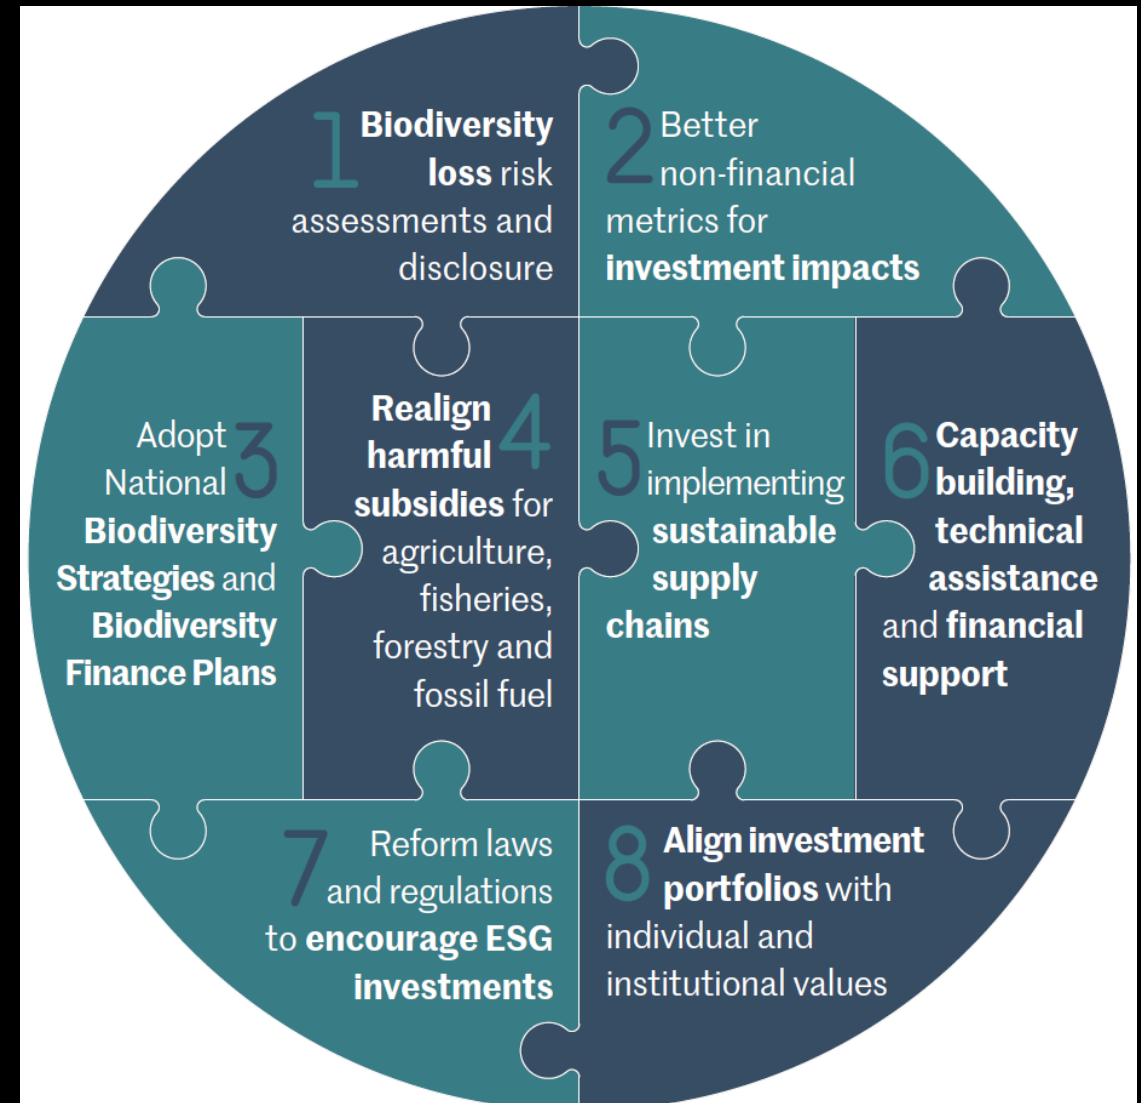 1 Biodiversity
loss risk
assessments and
disclosure
2 Better
non-financial
metrics for
investment impacts
Adopt 3
National
Biodiversity
Strategies and
Biodiversity
Finance Plans
Realign 4
harmful
subsidies for
agriculture,
fisheries,
forestry and
fossil fuel
5 Invest in
implementing
sustainable
supply
chains
6 Capacity
building,
technical
assistance
and financial
support
7 Reform laws
and regulations
to encourage ESG
investments
8 Align investment
portfolios with
individual and
institutional values